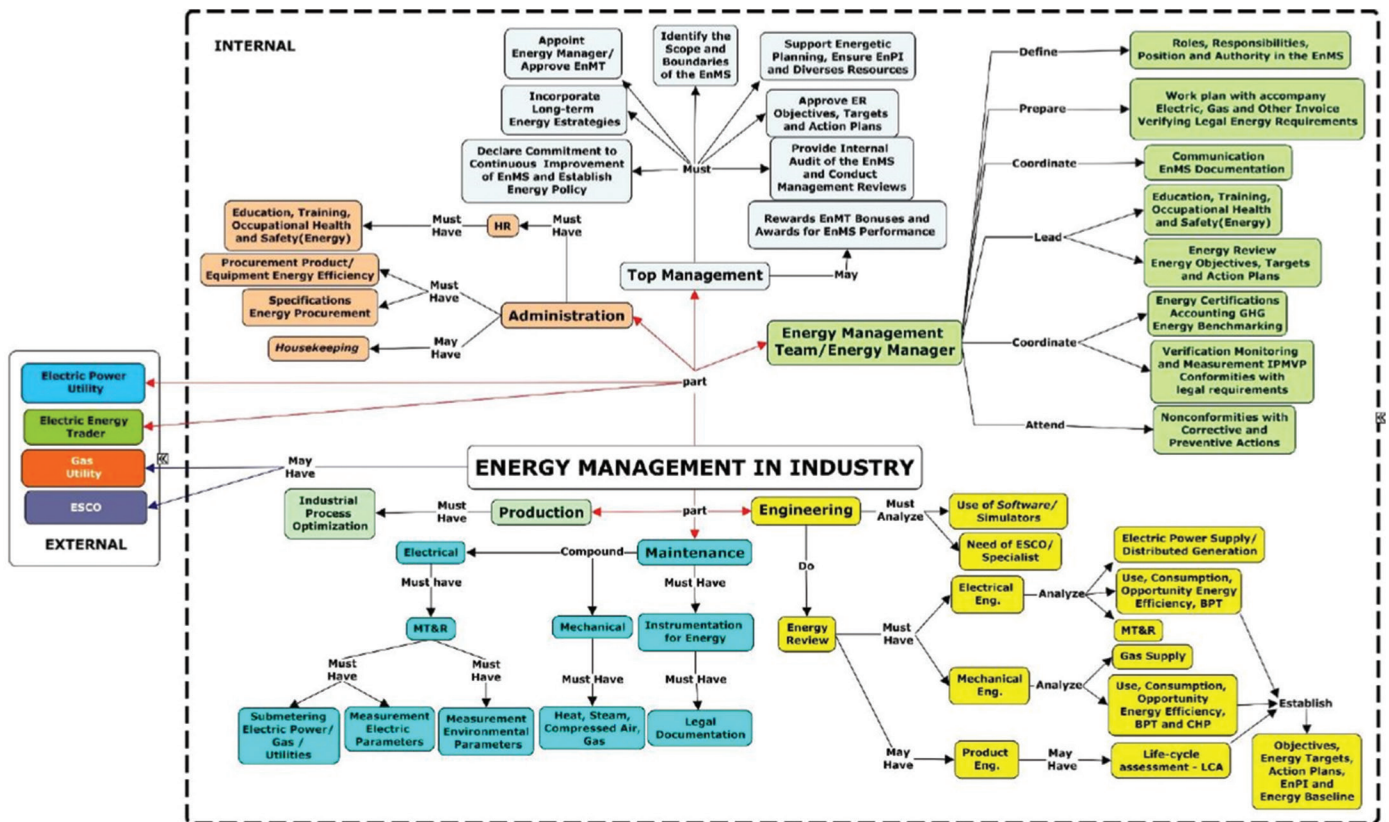 INTERNAL
Appoint
Energy Manager/
Approve EnMT
Identify the
Scope and
Boundaries
of the EnMS
Support Energetic
Planning, Ensure EnPI
and Diverses Resources
Incorporate
Long-term
Energy Estrategies
Approve ER
Objectives, Targets
and Action Plans
Declare Commitment to
Continuous Improvement
of EnMS and Establish
Energy Policy
Must
Provide Internal
Audit of the EnMS
and Conduct
Management Reviews
Rewards EnMT Bonuses and
Awards for EnMS Performance
Top Management
May
Education, Training,
Occupational Health
and Safety(Energy)
Must
Have
HR
Must
Have
Procurement Product/
Equipment Energy Efficiency
Specifications
Energy Procurement
Must
Have
Housekeeping
May
Have
Administration
Energy Management
Team/Energy Manager
Define
Roles, Responsibilities,
Position and Authority in the EnMS
Prepare
Work plan with accompany
Electric, Gas and Other Invoice
Verifying Legal Energy Requirements
Coordinate
Communication
EnMS Documentation
Lead
Education, Training,
Occupational Health
and Safety(Energy)
Energy Review
Energy Objectives, Targets
and Action Plans
Coordinate
Energy Certifications
Accounting GHG
Energy Benchmarking
Verification Monitoring
and Measurement IPMVP
Conformities with
legal requirements
Attend
Nonconformities with
Corrective and
Preventive Actions
part
Electric Power
Utility
Electric Energy
Trader
Gas
Utility
ESCO
EXTERNAL
May
Have
ENERGY MANAGEMENT IN INDUSTRY
Industrial
Process
Optimization
Must
Have
Production
part
Engineering
Must
Analyze
Use of Software/
Simulators
Need of ESCO/
Specialist
Electrical
Compound
Maintenance
Must have
MT&R
Must
Have
Must
Have
Submetering
Electric Power/
Gas /
Utilities
Measurement
Electric
Parameters
Measurement
Environmental
Parameters
Mechanical
Must Have
Heat, Steam,
Compressed Air,
Gas
Must Have
Instrumentation
for Energy
Must Have
Legal
Documentation
Do
Energy
Review
Must
Have
Electrical
Eng.
Analyze
Electric Power Supply/
Distributed Generation
Use, Consumption,
Opportunity Energy
Efficiency, BPT
MT&R
Mechanical
Eng.
Analyze
Gas Supply
Use, Consumption,
Opportunity
Energy Efficiency,
BPT and CHP
May
Have
Product
Eng.
May
Have
Life-cycle
assessment - LCA
Establish
Objectives,
Energy Targets,
Action Plans,
EnPI and
Energy Baseline